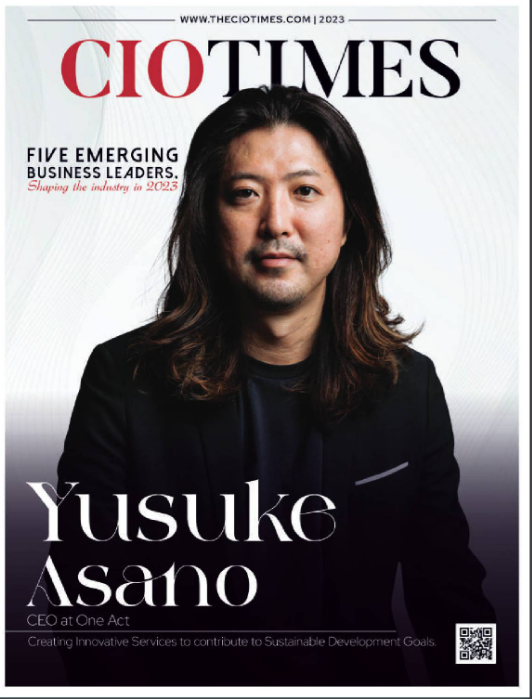 WWW.THECIOTIMES.COM | 2023
CIOTIMES
FIVE EMERGING
BUSINESS LEADERS.
Shaping the industry in 2023
Yusuke
Asano
CEO at One Act
Creating Innovative Services to contribute to Sustainable Development Goals.